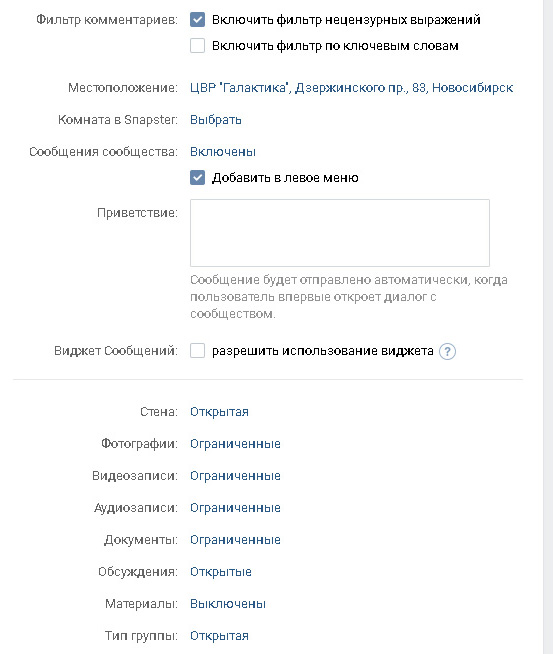 Фильтр комментариев: Включить фильтр нецензурных выражений
Включить фильтр по ключевым словам
Местоположение: ЦВР "Галактика", Дзержинского пр., 83, Новосибирск
Комната в Snapster: Выбрать
Сообщения сообщества: Включены
Добавить в левое меню
Приветствие:
Сообщение будет отправлено автоматически, когда
пользователь впервые откроет диалог с
сообществом.
Виджет Сообщений: разрешить использование виджета ?
Стена: Открытая
Фотографии: Ограниченные
Видеозаписи: Ограниченные
Аудиозаписи: Ограниченные
Документы: Ограниченные
Обсуждения: Открытые
Материалы: Выключены
Тип группы: Открытая